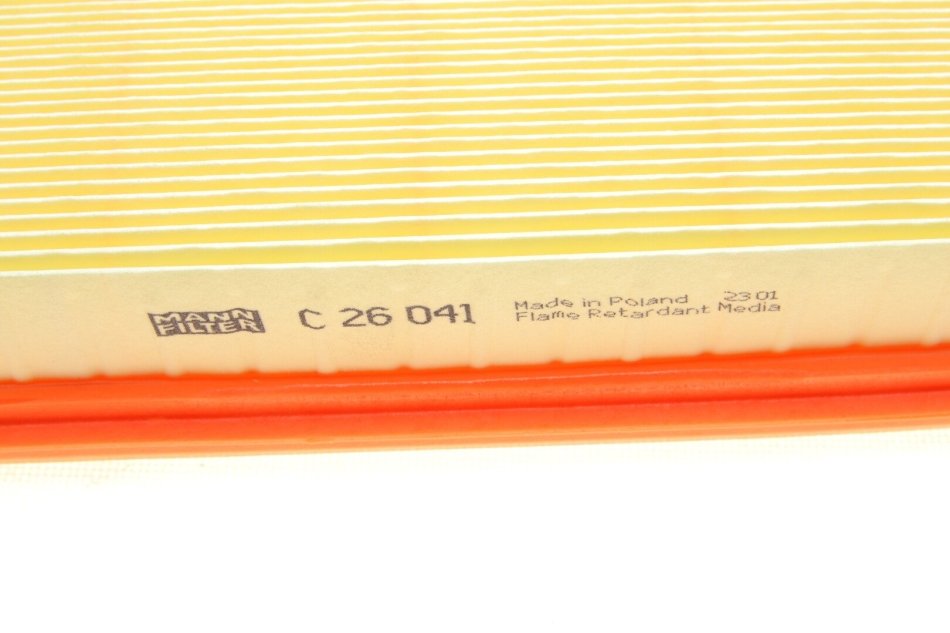 MANN
FILTER
C 26 041
Made in Poland 23 01
Flame Retardant Media